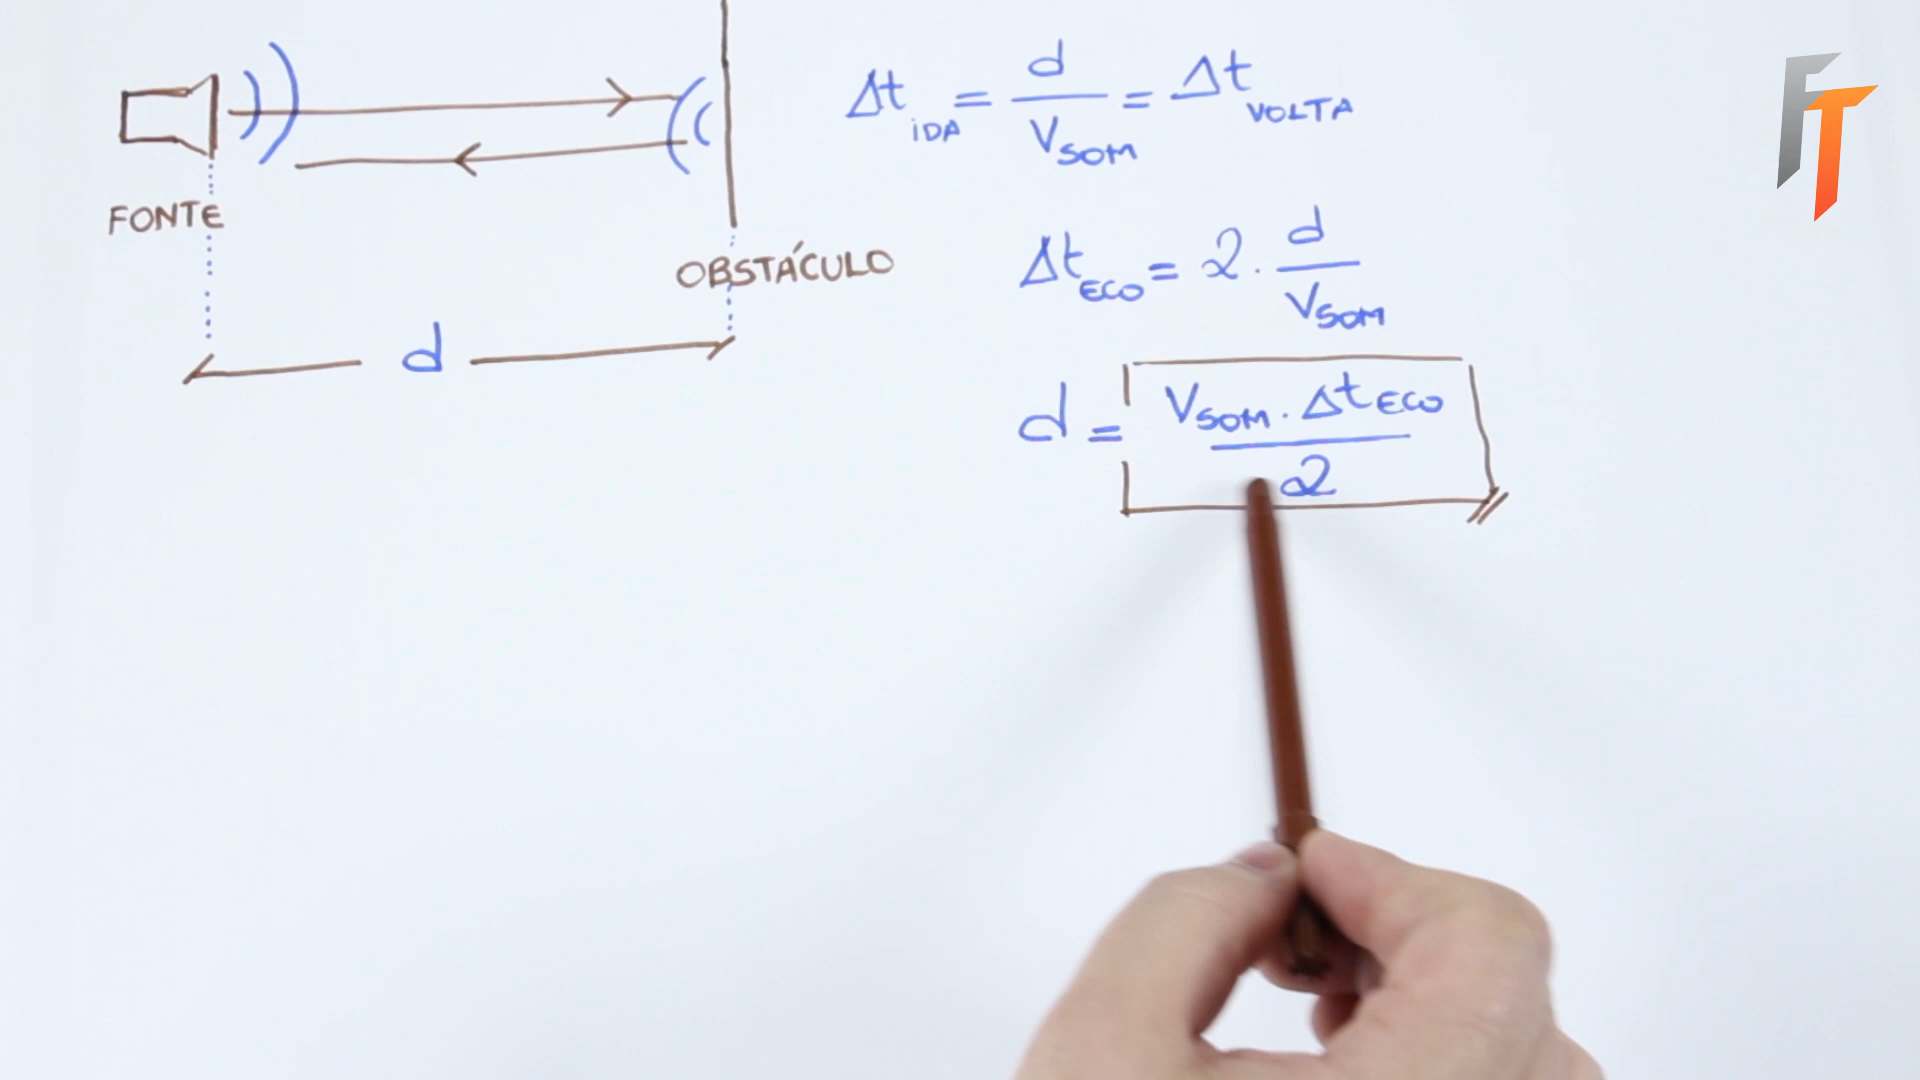 FONTE
OBSTÁCULO
d
Δt IDA = d / V SOM = Δt VOLTA
Δt ECO = 2 . d / V SOM
d = V SOM . Δt ECO / 2
FT